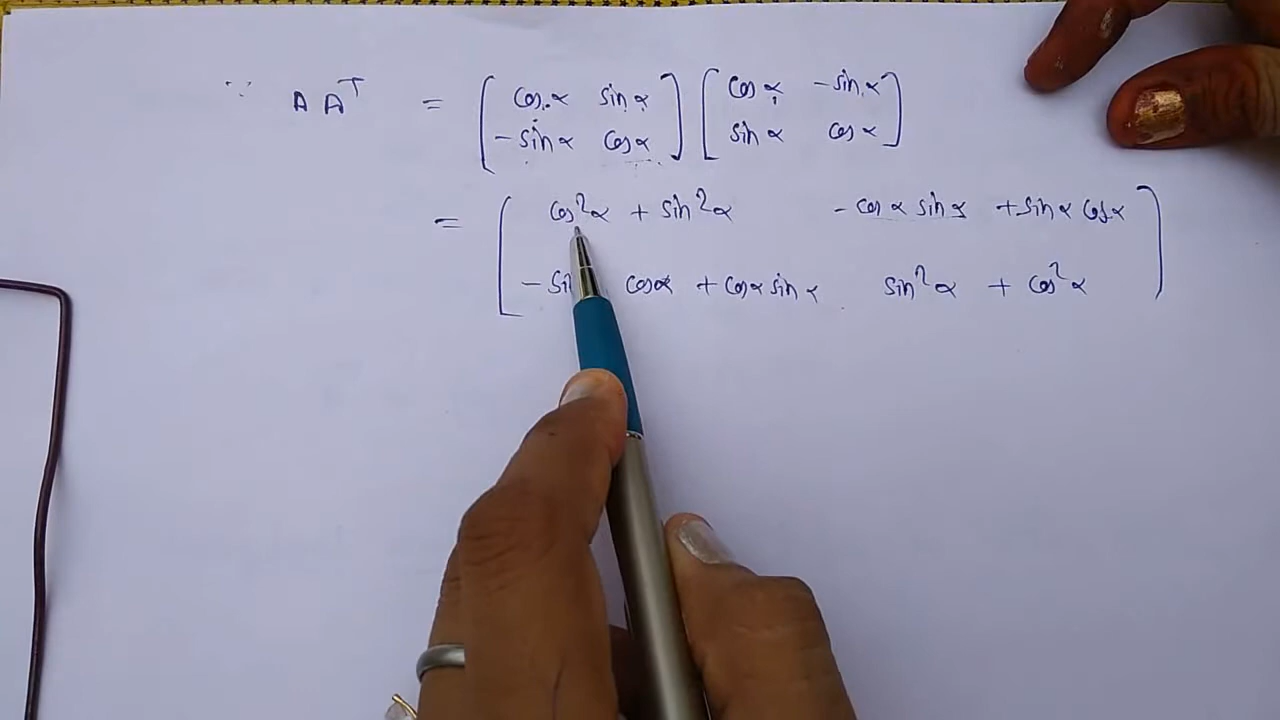 ∵ A Aᵀ = [ cos α sin α - sin α cos α ] [ cos α - sin α sin α cos α ]
= [ cos²α + sin²α - cos α sin α + sin α cos α
cos α + cos α sin α sin²α + cos²α ]